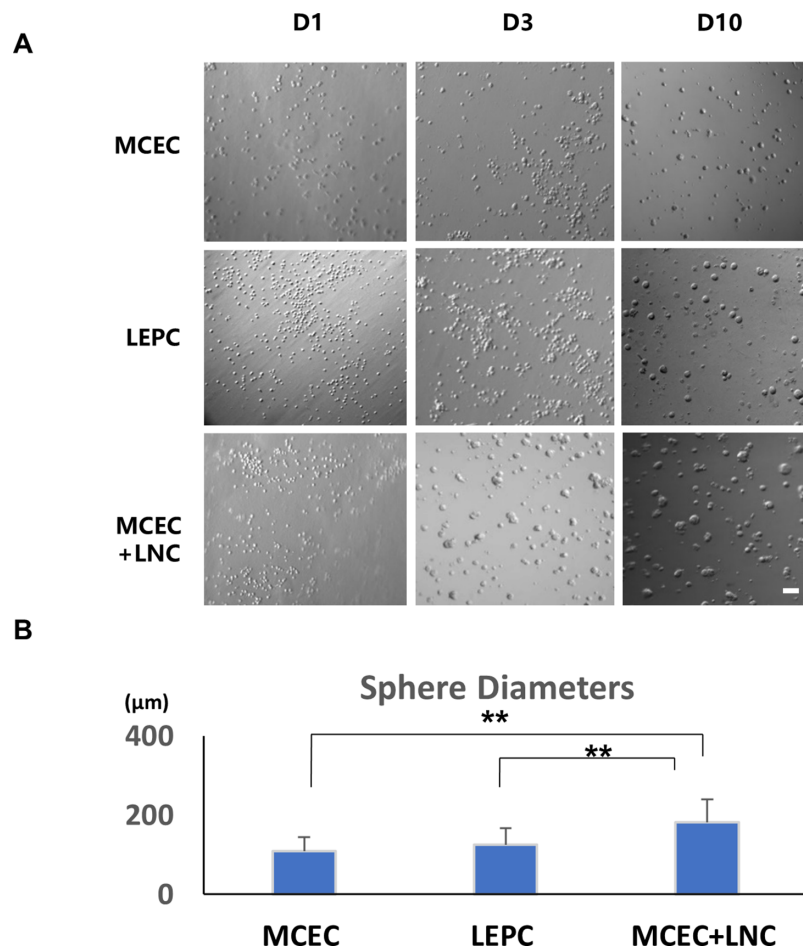 D1 D3 D10
A
MCEC
LEPC
MCEC
+LNC
B
Sphere Diameters
(μm)
**
400
**
200
0
MCEC LEPC MCEC+LNC